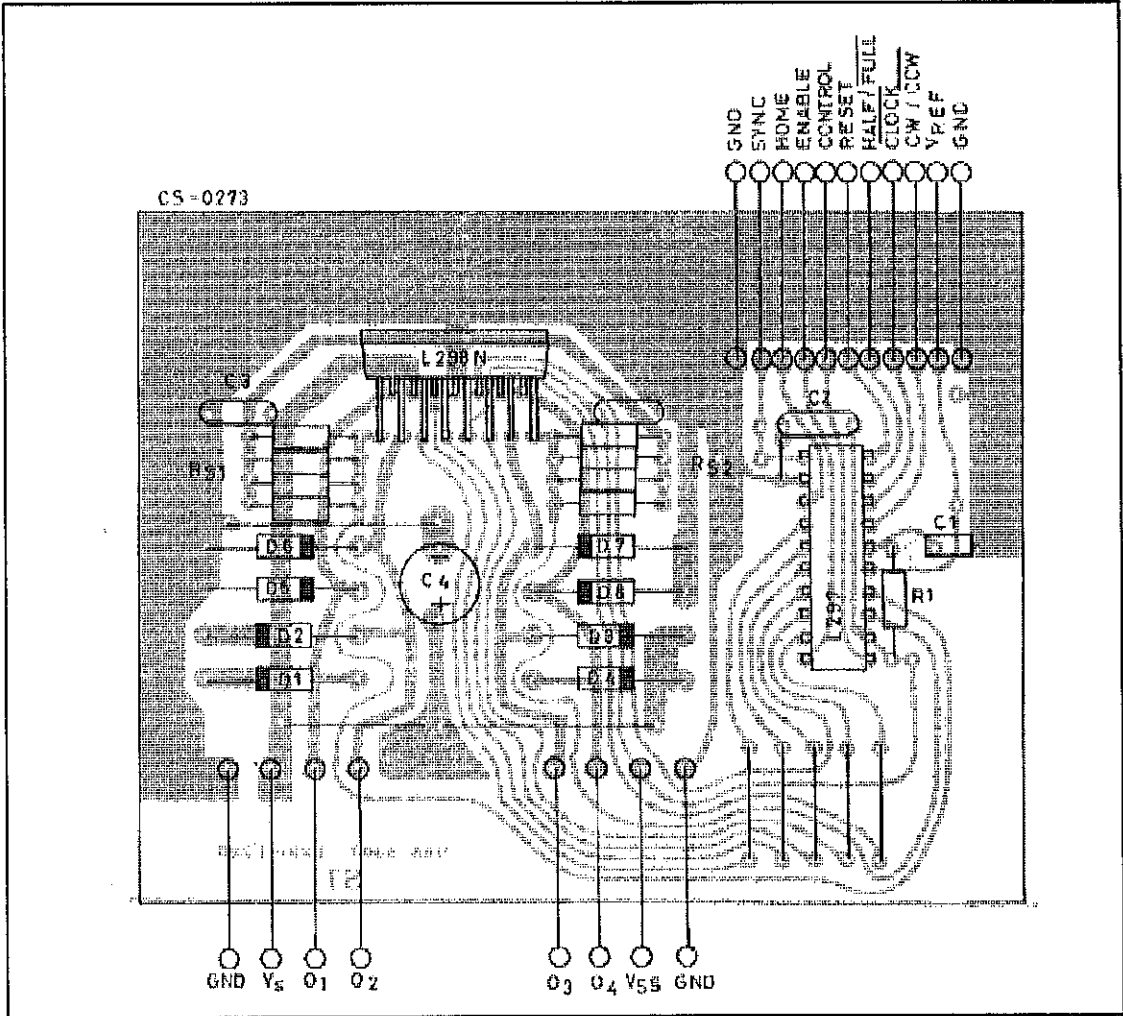 GND
SYNC
HOME
ENABLE
CONTROL
RESET
HALF/FULL
CLOCK
CW / CCW
VREF
GND
CS-0273
L298N
C3
C2
RS1
RS2
C1
D6
D7
D5
C4
+
D8
R1
L297
D2
D3
D1
D4
GND
Vs
O1
O2
O3
O4
VSS
GND